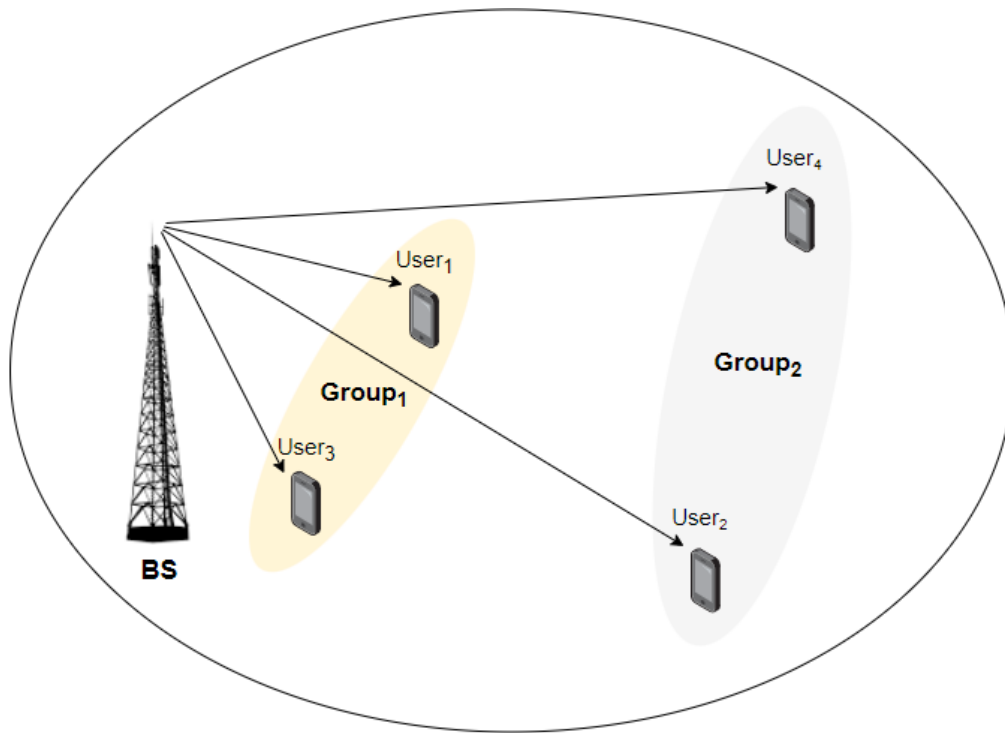 User₄
User₁
Group₂
Group₁
User₃
User₂
BS